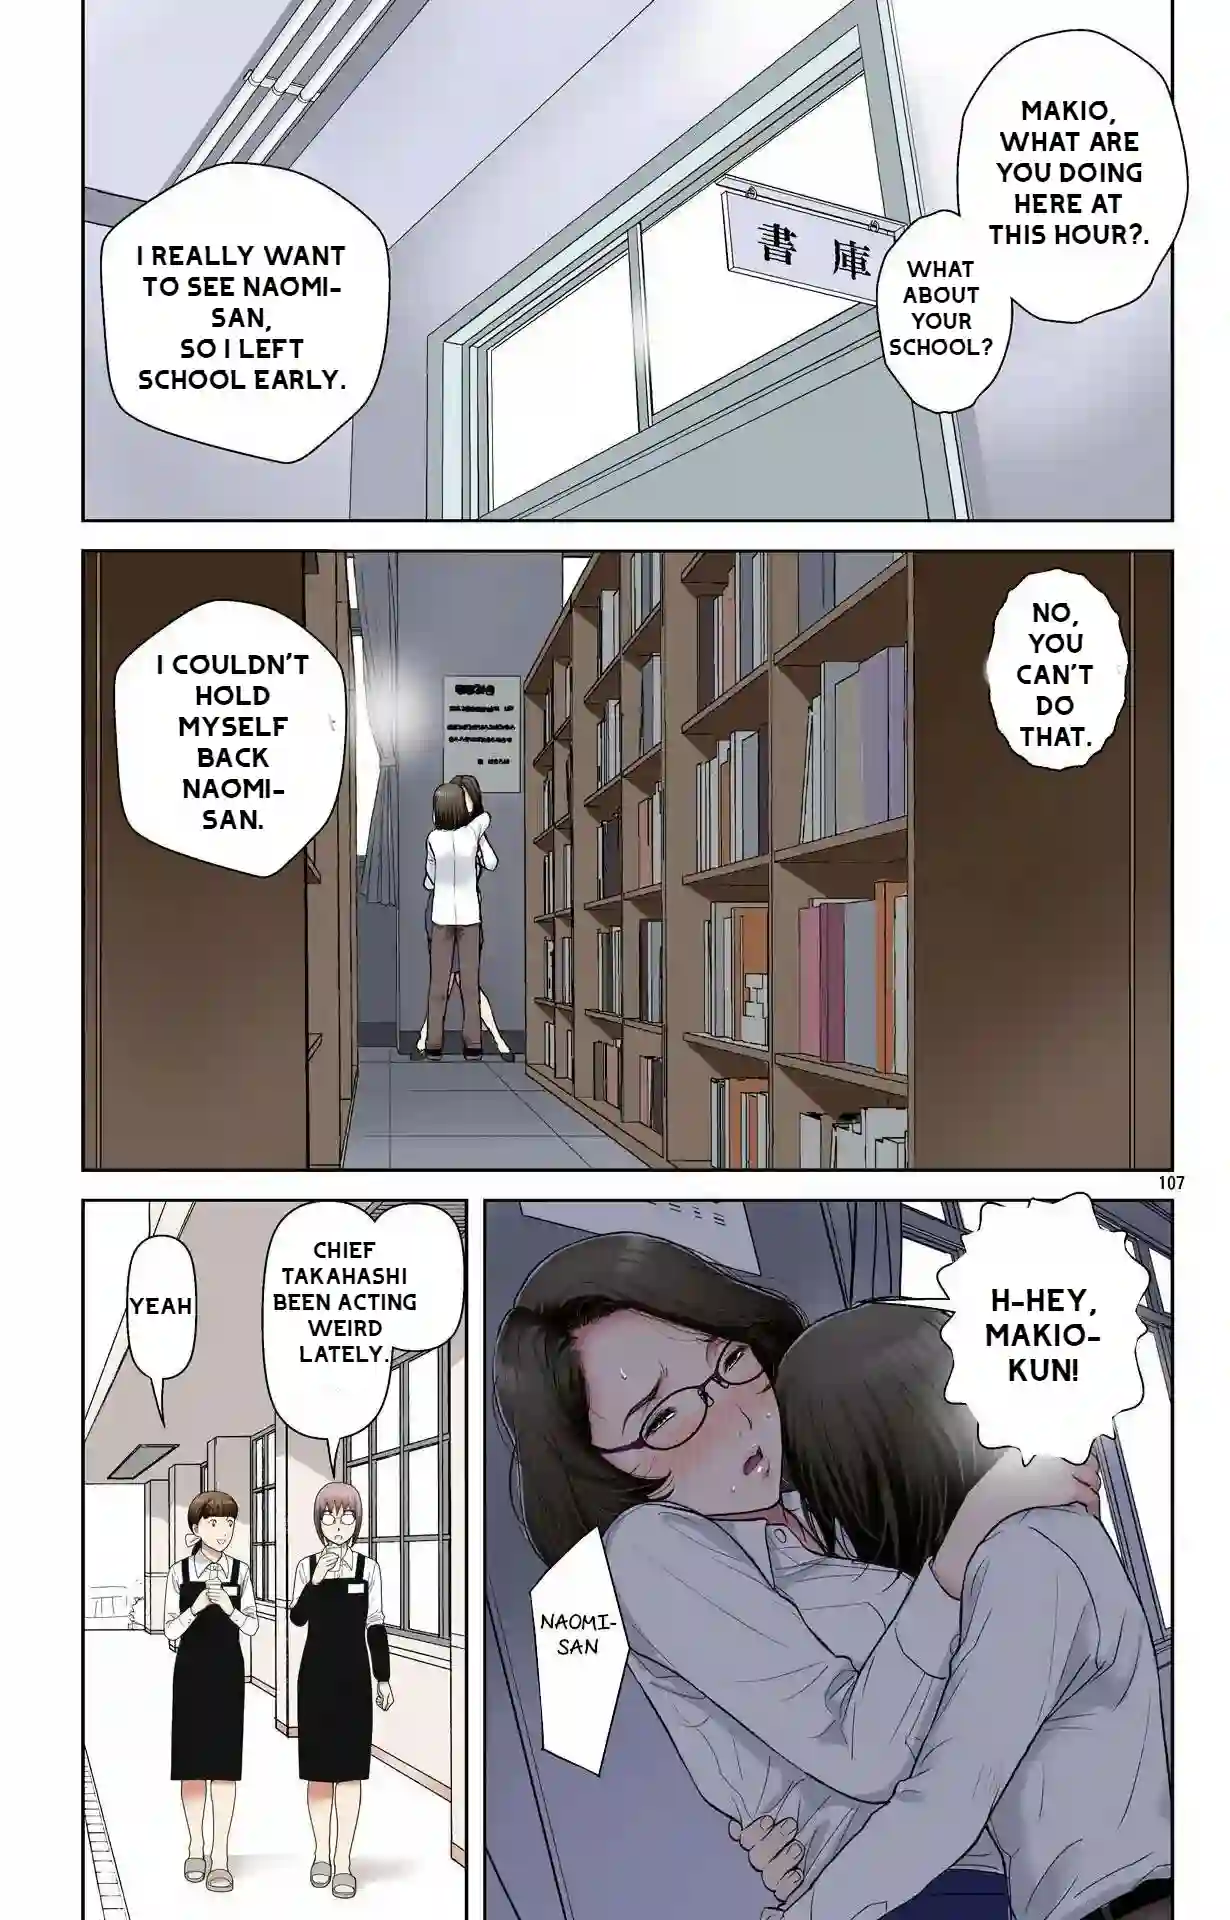 MAKIO,
WHAT ARE
YOU DOING
HERE AT
THIS HOUR?.
WHAT
ABOUT
YOUR
SCHOOL?
書庫
I REALLY WANT
TO SEE NAOMI-
SAN,
SO I LEFT
SCHOOL EARLY.
NO,
YOU
CAN'T
DO
THAT.
I COULDN'T
HOLD
MYSELF
BACK
NAOMI-
SAN.
107
H-HEY,
MAKIO-
KUN!
NAOMI-
SAN
CHIEF
TAKAHASHI
BEEN ACTING
WEIRD
LATELY.
YEAH